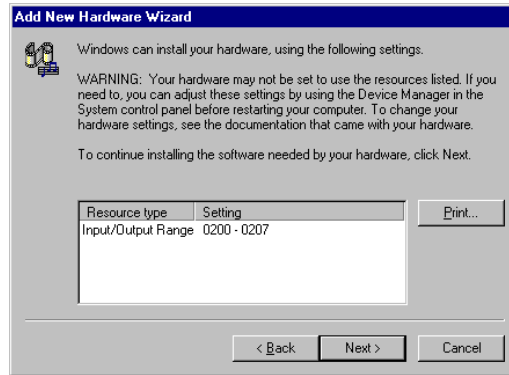 Add New Hardware Wizard
Windows can install your hardware, using the following settings.
WARNING: Your hardware may not be set to use the resources listed. If you
need to, you can adjust these settings by using the Device Manager in the
System control panel before restarting your computer. To change your
hardware settings, see the documentation that came with your hardware.
To continue installing the software needed by your hardware, click Next.
Resource type Setting
Input/Output Range 0200 - 0207
Print...
< Back Next > Cancel